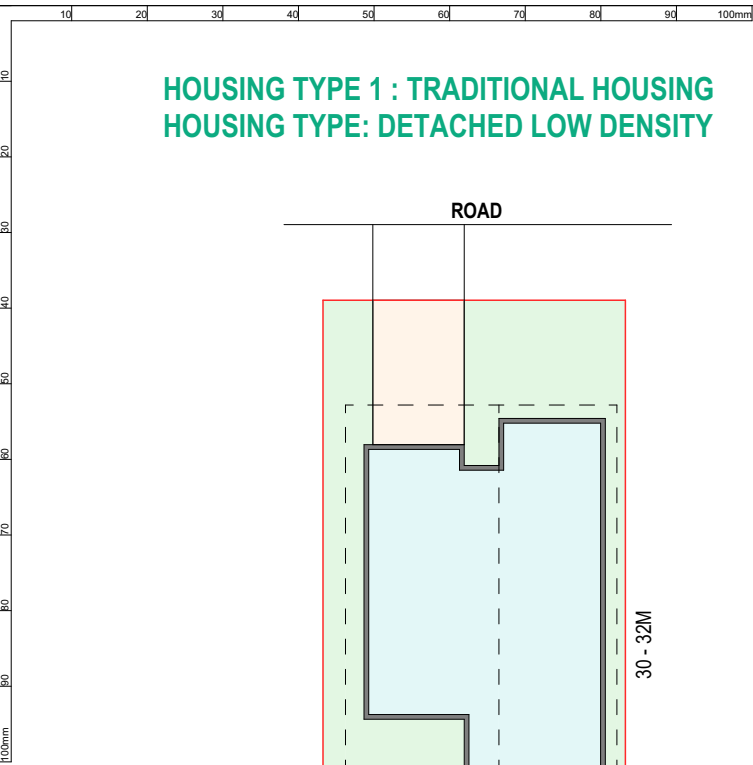 10 20 30 40 50 60 70 80 90 100mm
HOUSING TYPE 1 : TRADITIONAL HOUSING
HOUSING TYPE: DETACHED LOW DENSITY
ROAD
30 - 32M
10
20
30
40
50
60
70
80
90
100mm